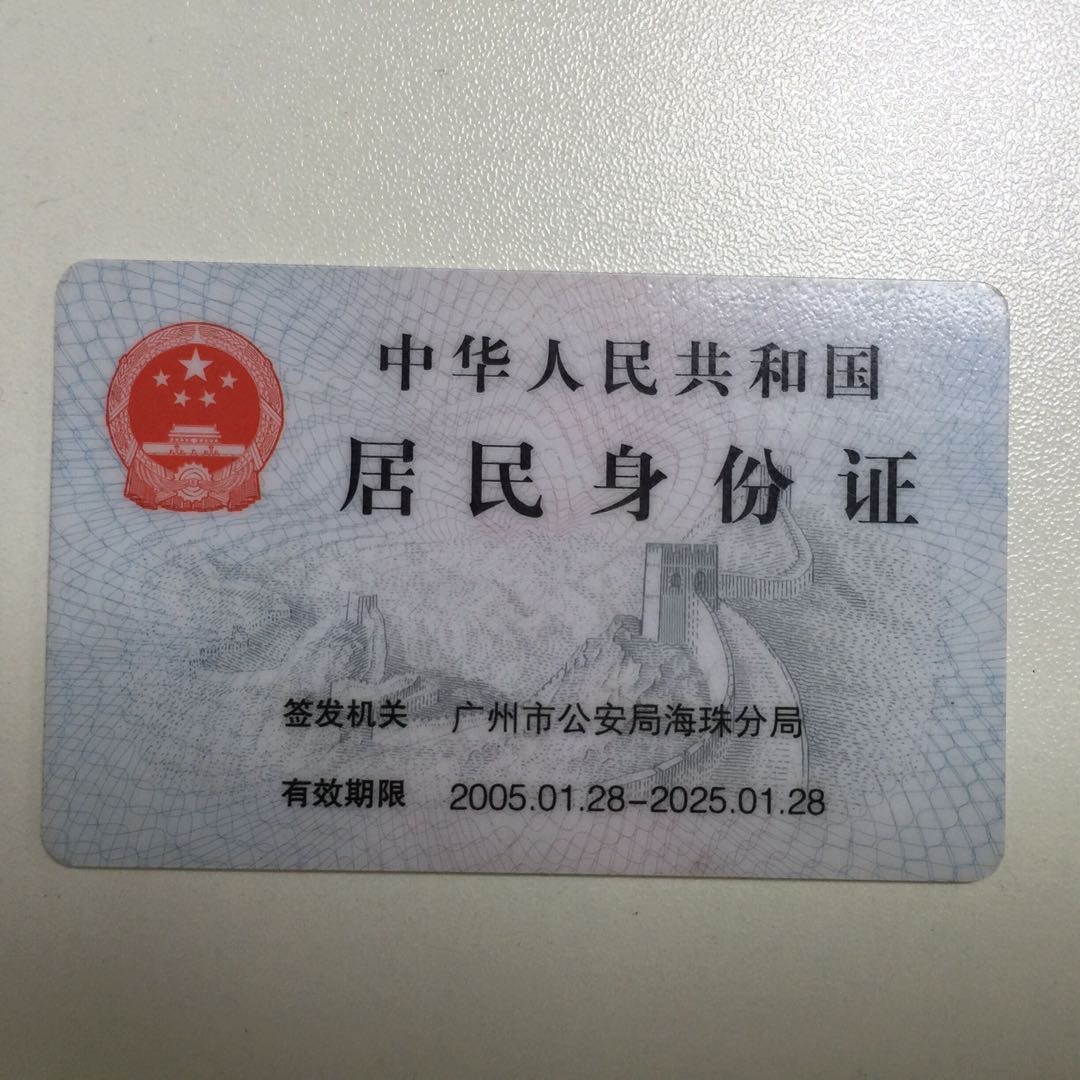 中华人民共和国
居民身份证
签发机关 广州市公安局海珠分局
有效期限 2005.01.28-2025.01.28